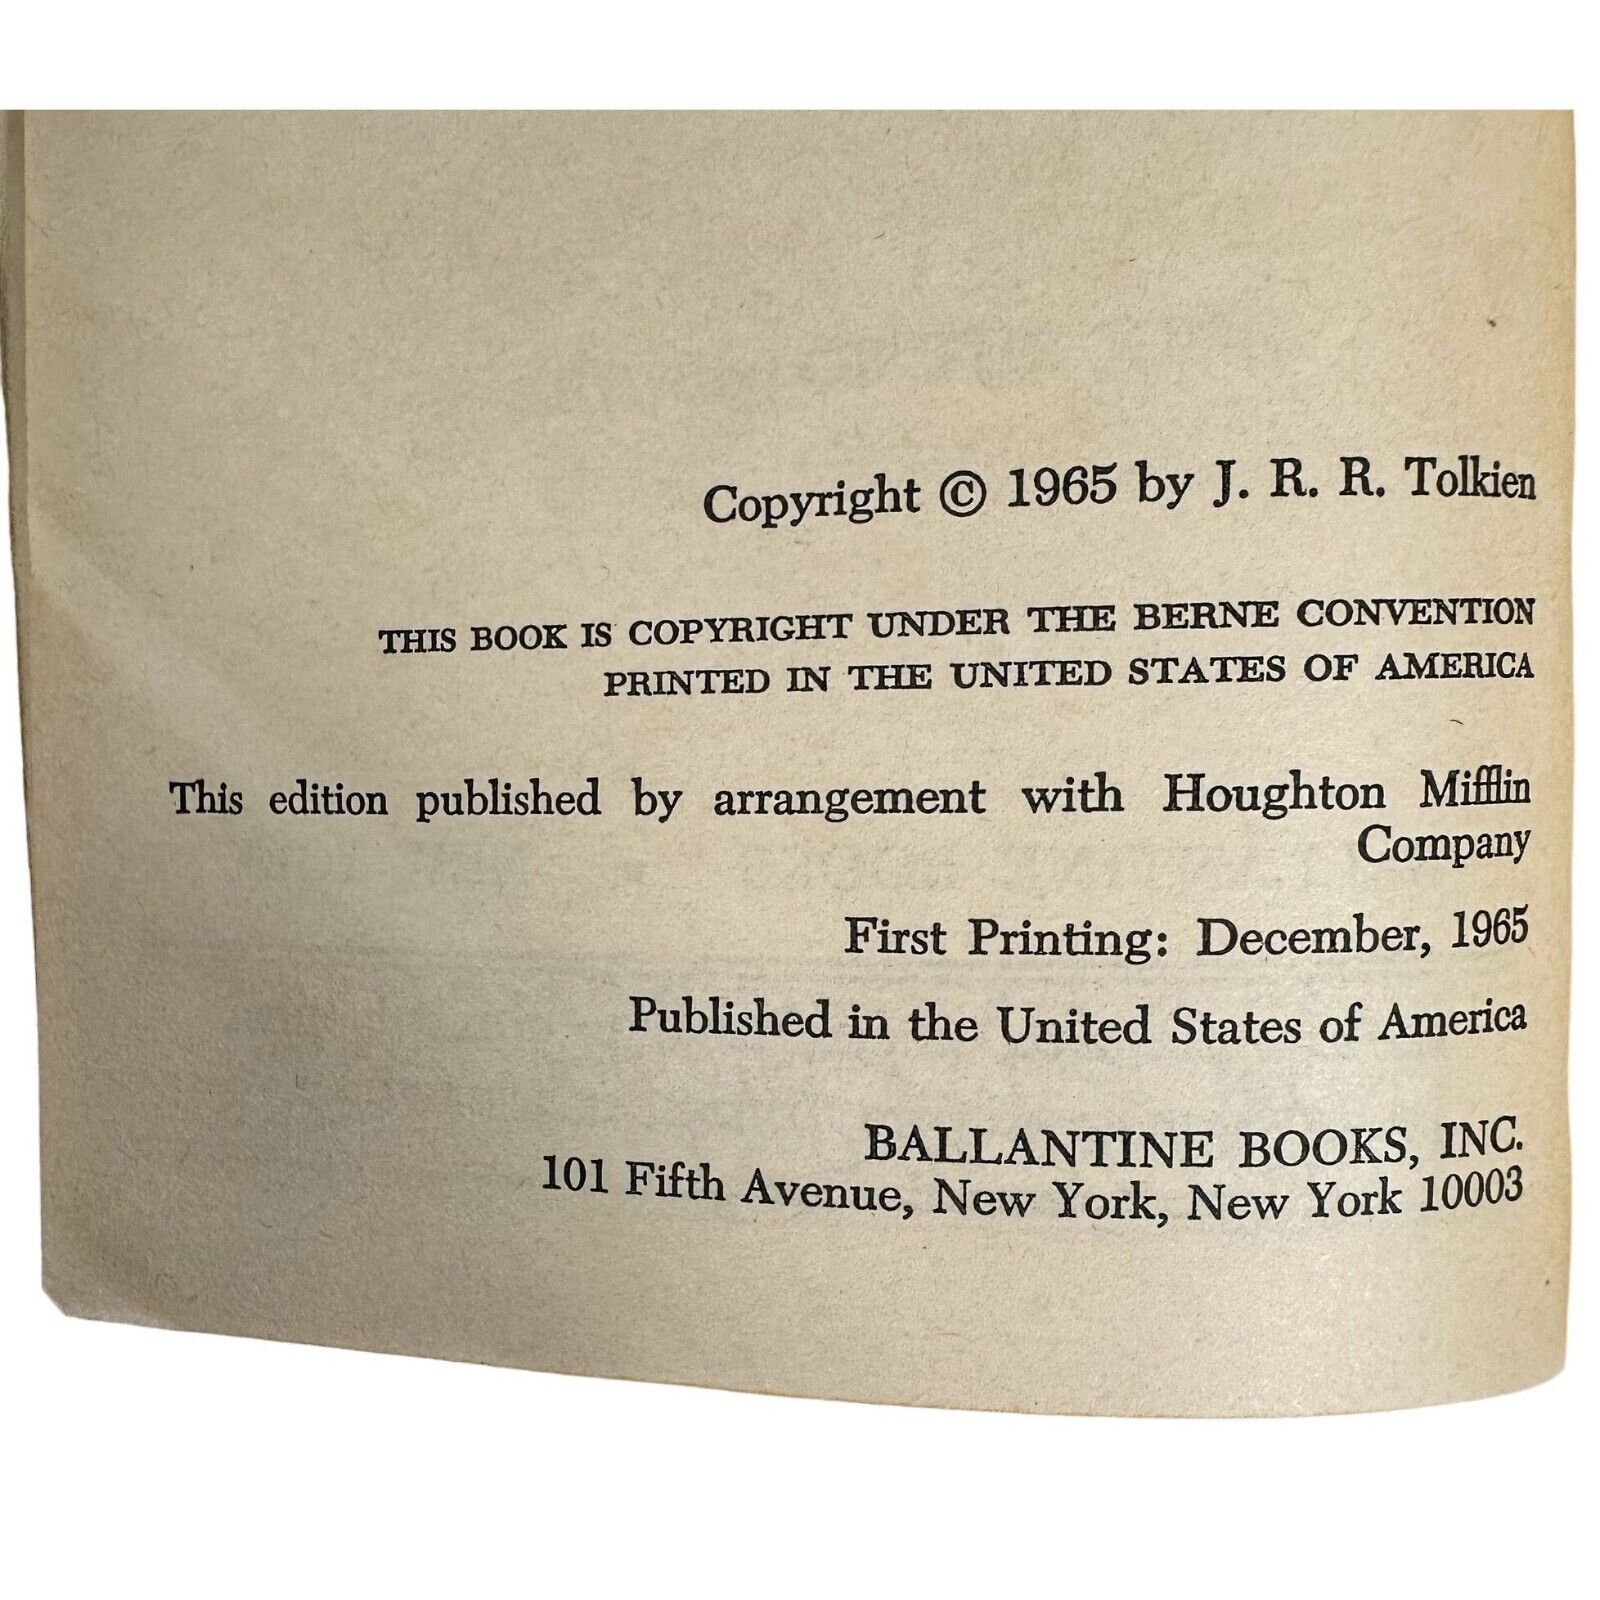 Copyright © 1965 by J. R. R. Tolkien
THIS BOOK IS COPYRIGHT UNDER THE BERNE CONVENTION
PRINTED IN THE UNITED STATES OF AMERICA
This edition published by arrangement with Houghton Mifflin
Company
First Printing: December, 1965
Published in the United States of America
BALLANTINE BOOKS, INC.
101 Fifth Avenue, New York, New York 10003